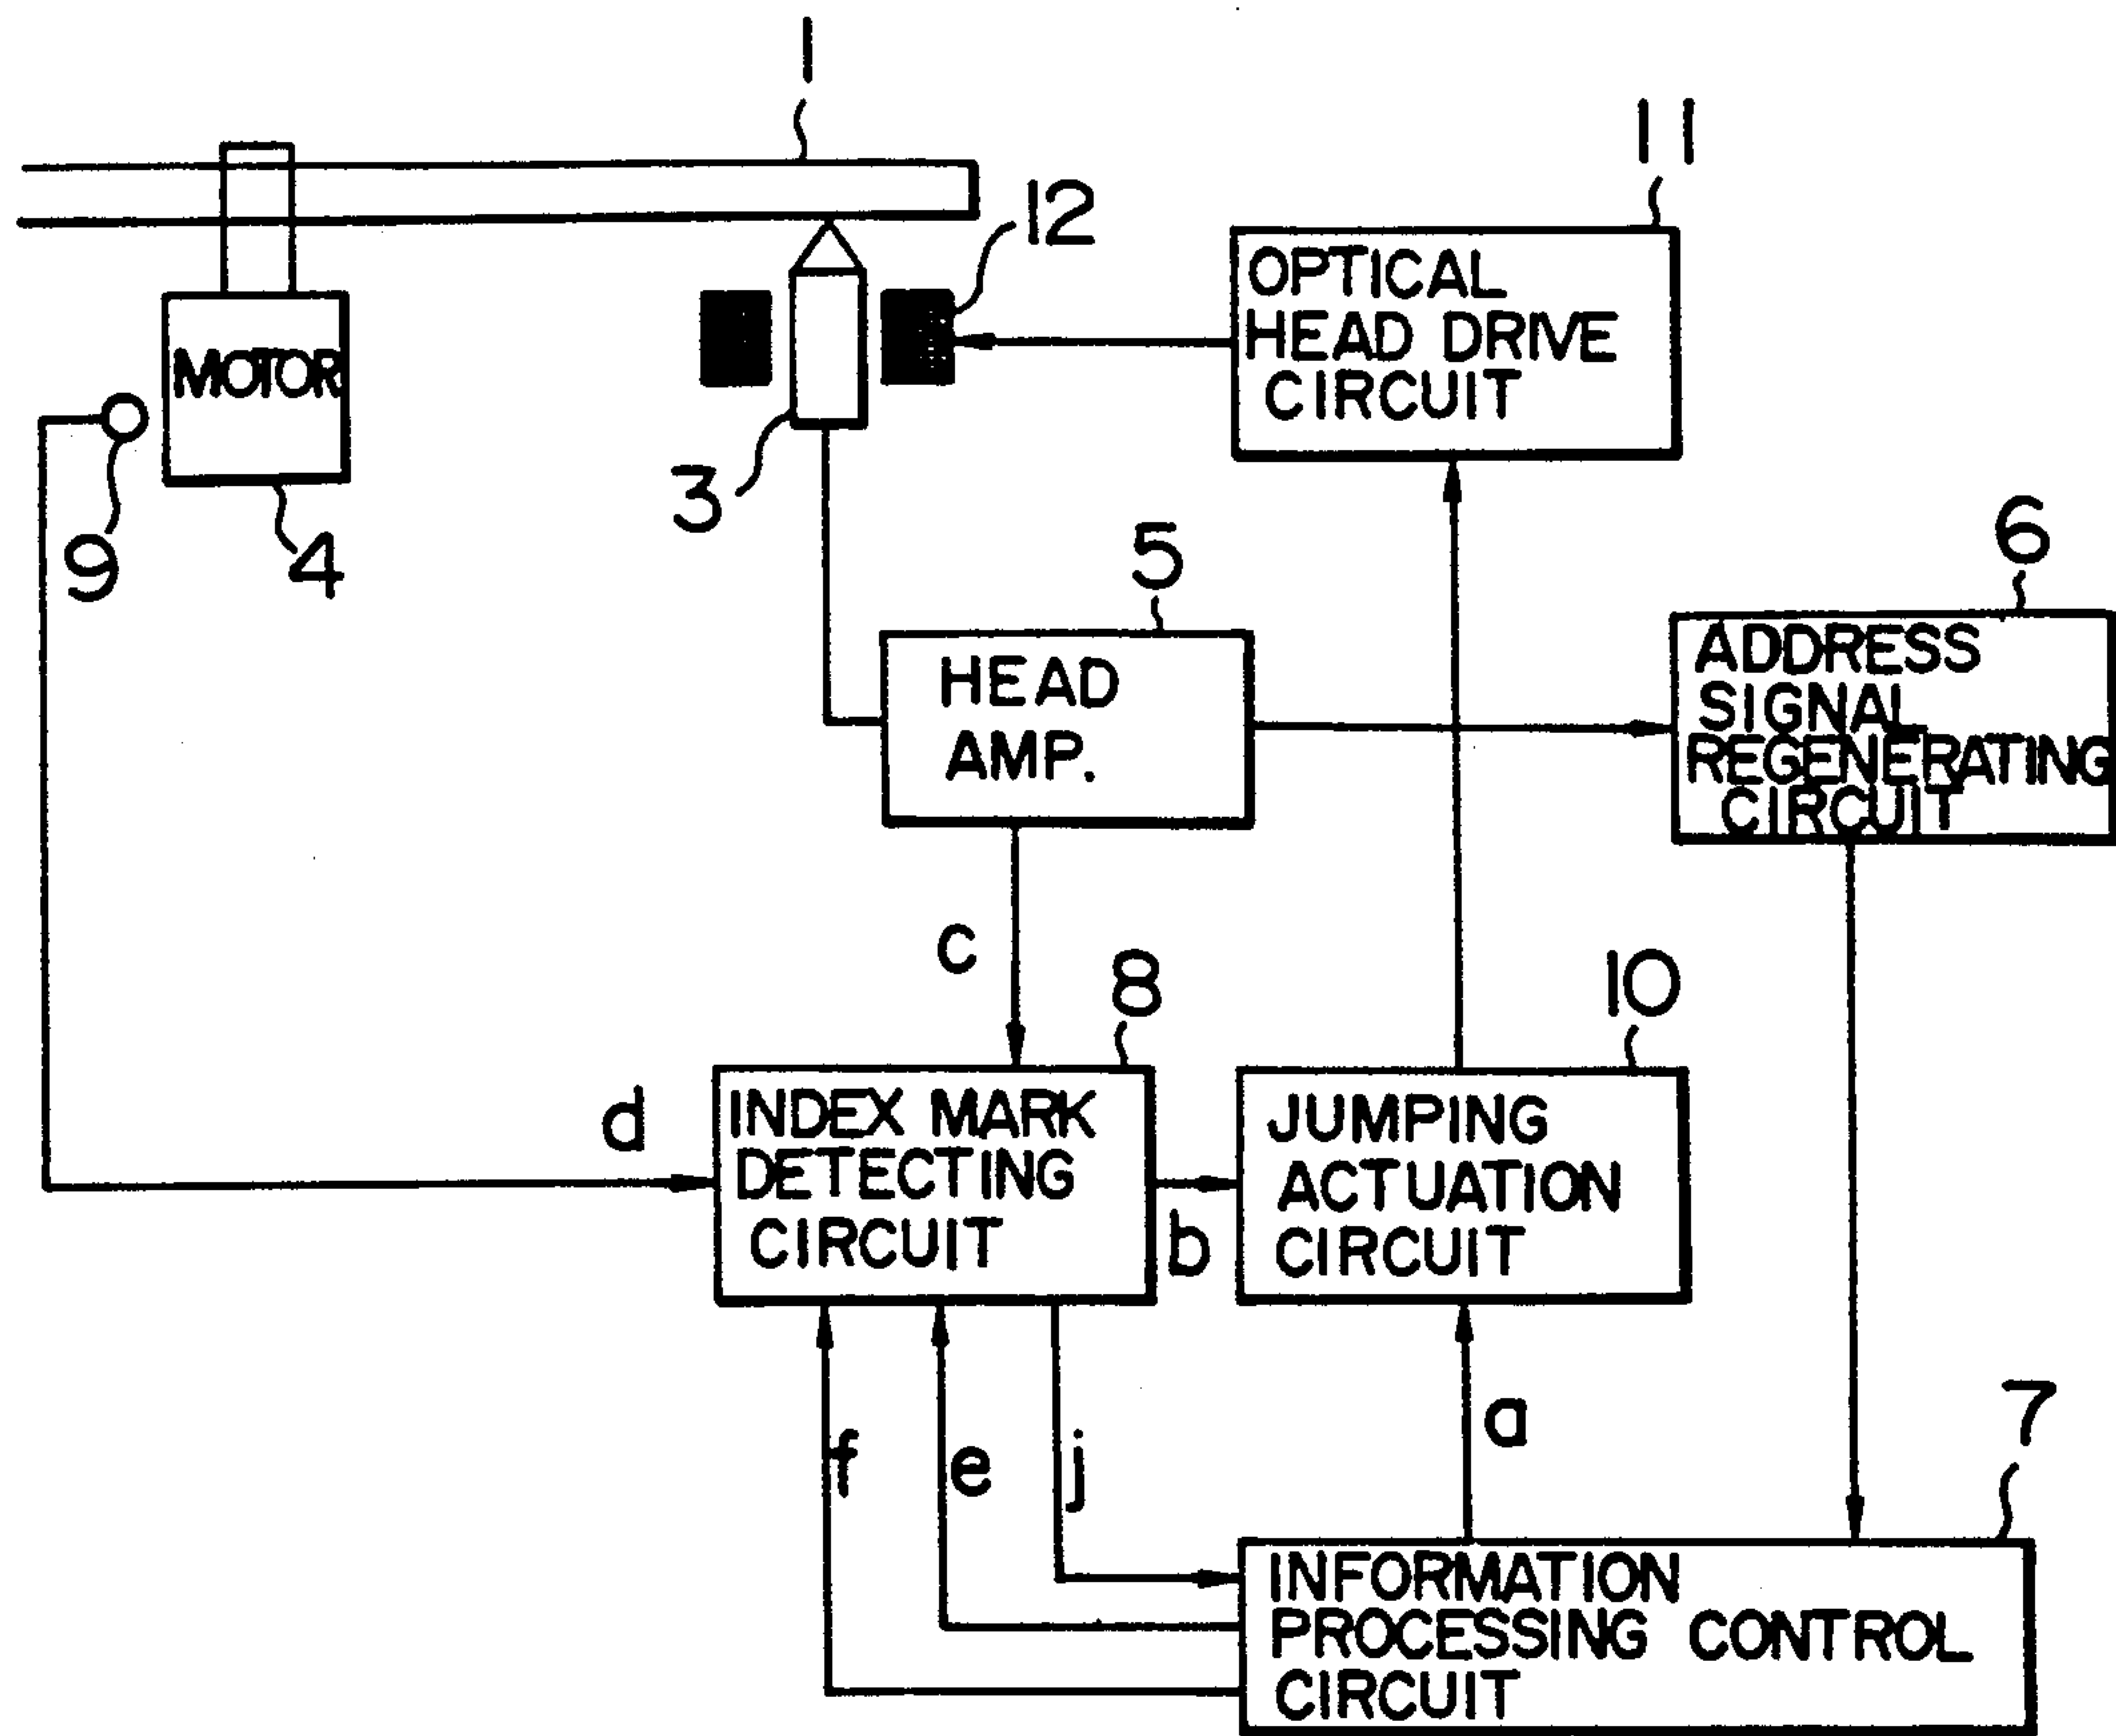 1
11
12
OPTICAL
HEAD DRIVE
CIRCUIT
MOTOR
3
9
4
5
6
HEAD
AMP.
ADDRESS
SIGNAL
REGENERATING
CIRCUIT
c
8
10
d
INDEX MARK
DETECTING
CIRCUIT
b
JUMPING
ACTUATION
CIRCUIT
f
e
j
a
7
INFORMATION
PROCESSING CONTROL
CIRCUIT